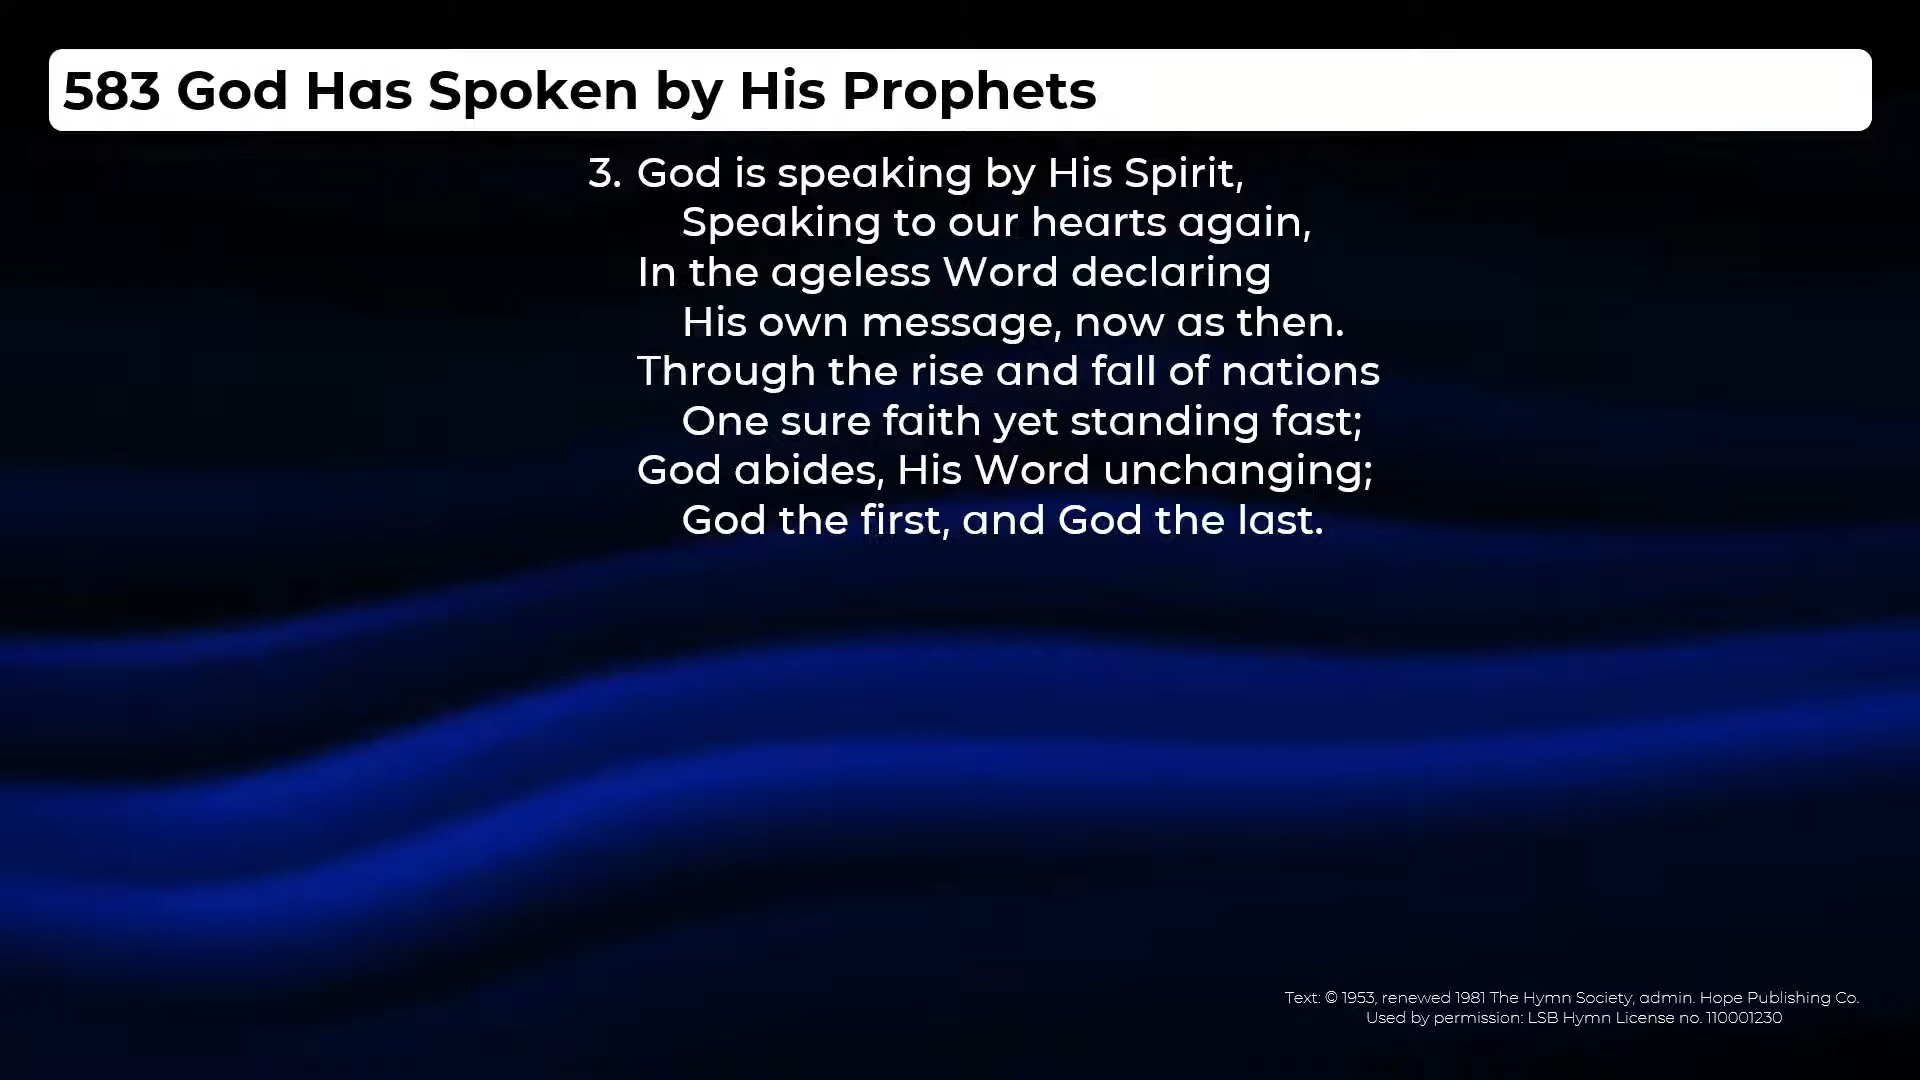 583 God Has Spoken by His Prophets
3. God is speaking by His Spirit,
Speaking to our hearts again,
In the ageless Word declaring
His own message, now as then.
Through the rise and fall of nations
One sure faith yet standing fast;
God abides, His Word unchanging;
God the first, and God the last.
Text: © 1953, renewed 1981 The Hymn Society, admin. Hope Publishing Co.
Used by permission: LSB Hymn License no. 110001230